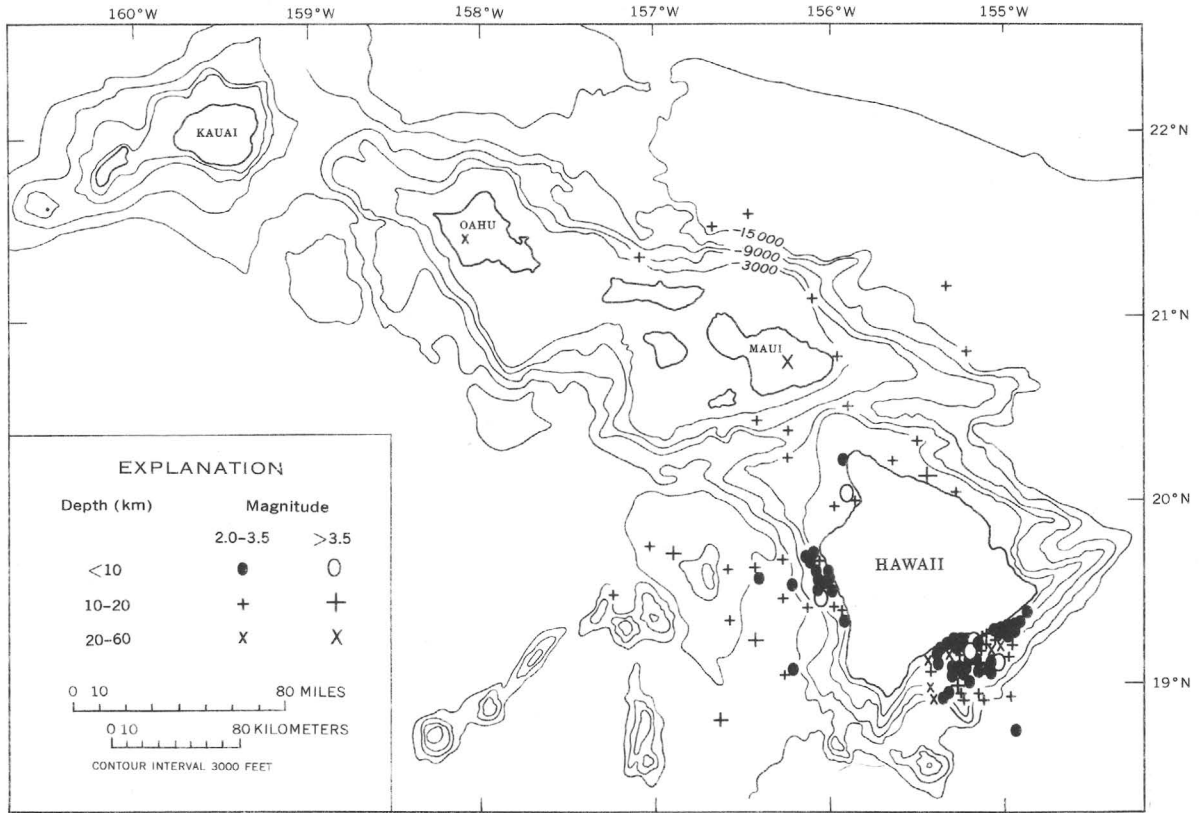 160°W 159°W 158°W 157°W 156°W 155°W
KAUAI
22°N
OAHU
-15000
-9000
-3000
21°N
MAUI
20°N
HAWAII
19°N
EXPLANATION
Depth (km) Magnitude
2.0-3.5 >3.5
<10
10-20
20-60
0 10 80 MILES
0 10 80 KILOMETERS
CONTOUR INTERVAL 3000 FEET